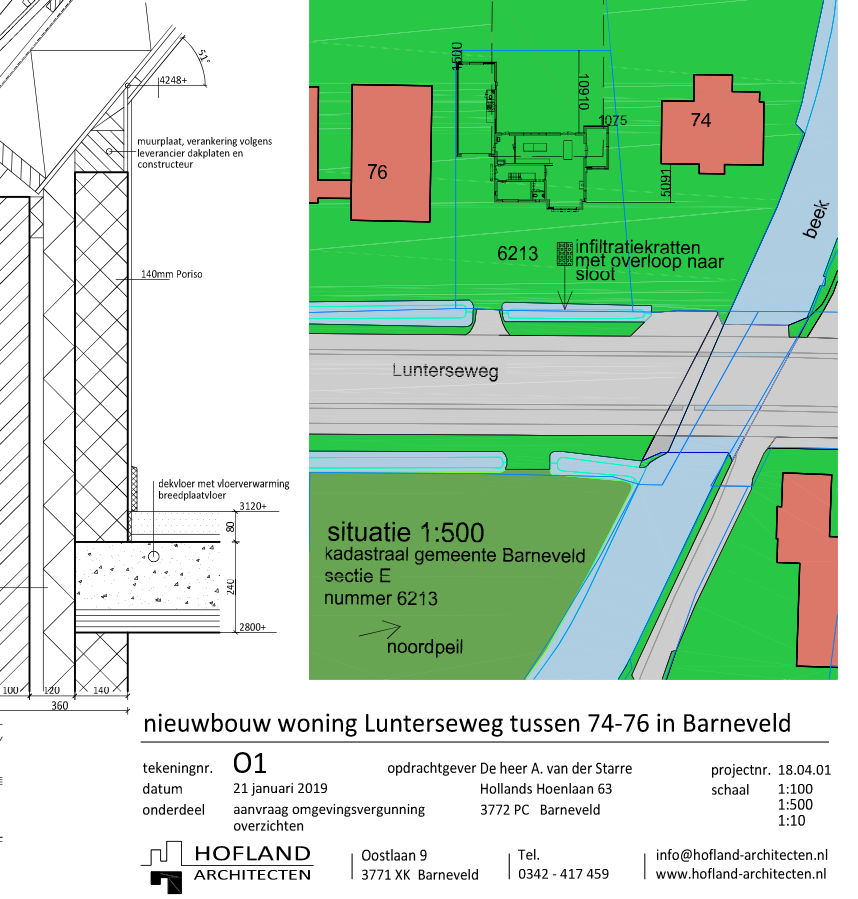 51°
4248+
muurplaat, verankering volgens
leverancier dakplaten en
constructeur
140mm Poriso
dekvloer met vloerverwarming
breedplaatvloer
3120+
80
240
2800+
100 120 140
360
1500
10910
1075
5091
76
74
beek
6213
infiltratiekratten
met overloop naar
sloot
Lunterseweg
situatie 1:500
kadastraal gemeente Barneveld
sectie E
nummer 6213
noordpeil
nieuwbouw woning Lunterseweg tussen 74-76 in Barneveld
tekeningnr. O1
datum 21 januari 2019
onderdeel aanvraag omgevingsvergunning
overzichten
opdrachtgever De heer A. van der Starre
Hollands Hoenlaan 63
3772 PC Barneveld
projectnr. 18.04.01
schaal 1:100
1:500
1:10
HOFLAND
ARCHITECTEN
Oostlaan 9
3771 XK Barneveld
Tel.
0342 - 417 459
info@hofland-architecten.nl
www.hofland-architecten.nl